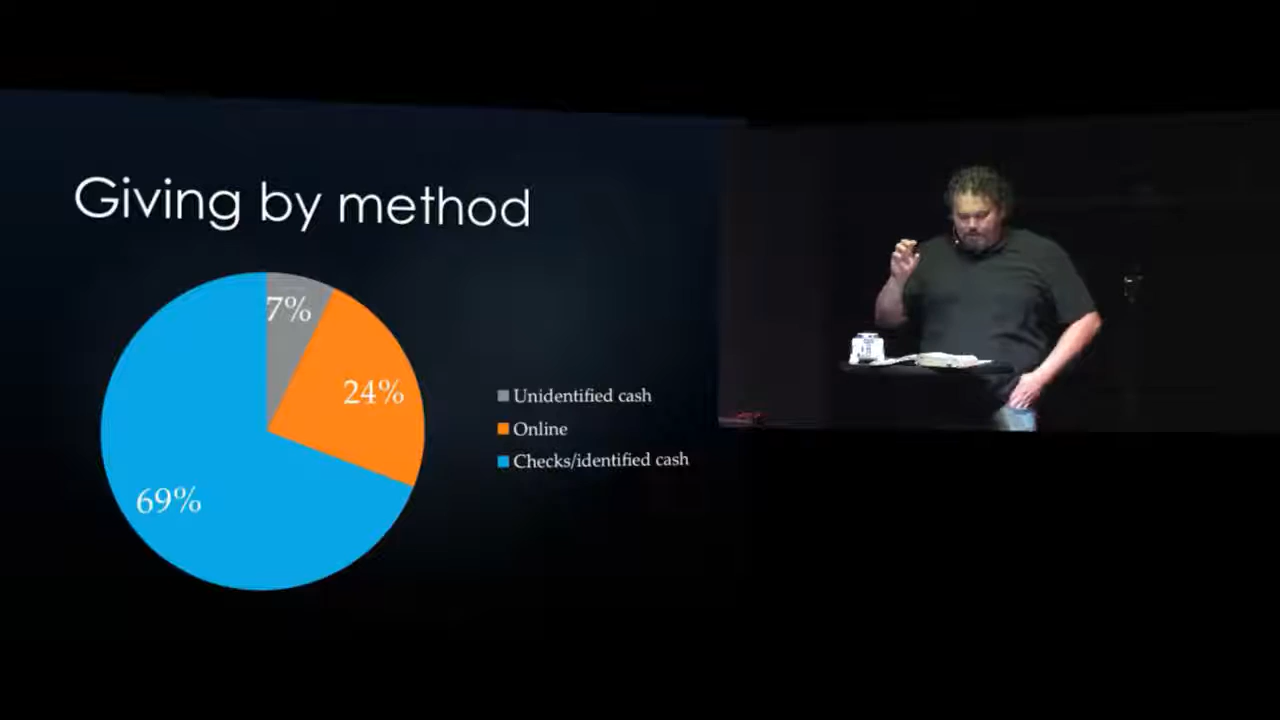 Giving by method
7%
24%
69%
Unidentified cash
Online
Checks/identified cash